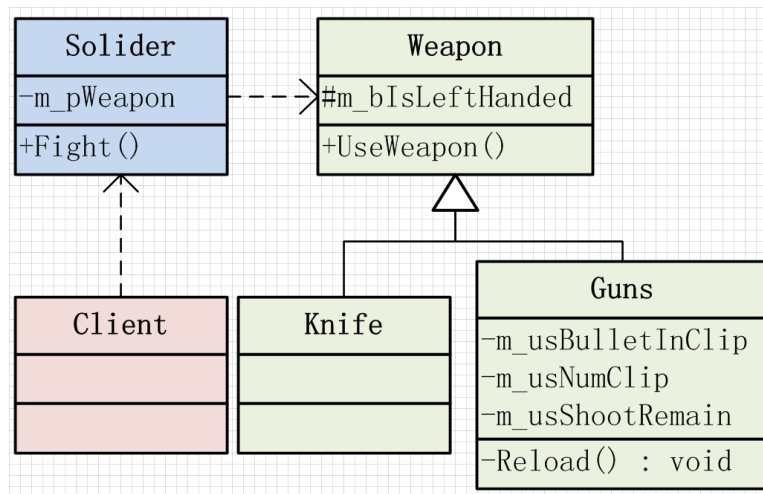 Solider
-m_pWeapon
+Fight()
Weapon
#m_bIsLeftHanded
+UseWeapon()
Client
Knife
Guns
-m_usBulletInClip
-m_usNumClip
-m_usShootRemain
-Reload() : void